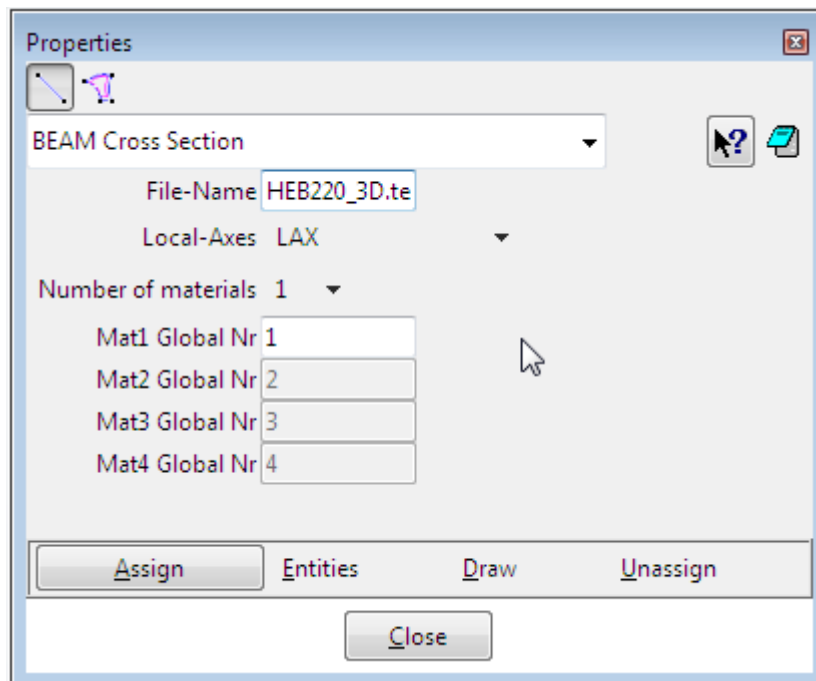 Properties
BEAM Cross Section
File-Name HEB220_3D.te
Local-Axes LAX
Number of materials 1
Mat1 Global Nr 1
Mat2 Global Nr 2
Mat3 Global Nr 3
Mat4 Global Nr 4
Assign Entities Draw Unassign
Close